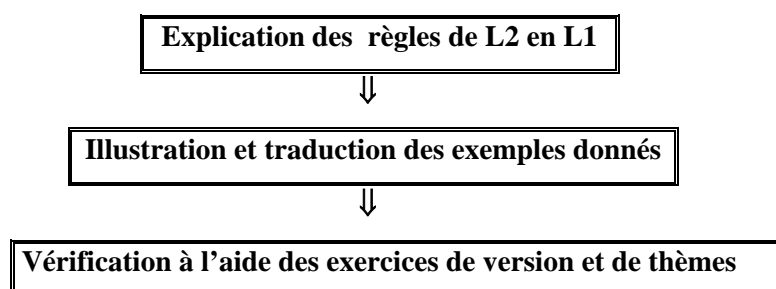 Explication des règles de L2 en L1
⇓
Illustration et traduction des exemples donnés
⇓
Vérification à l’aide des exercices de version et de thèmes